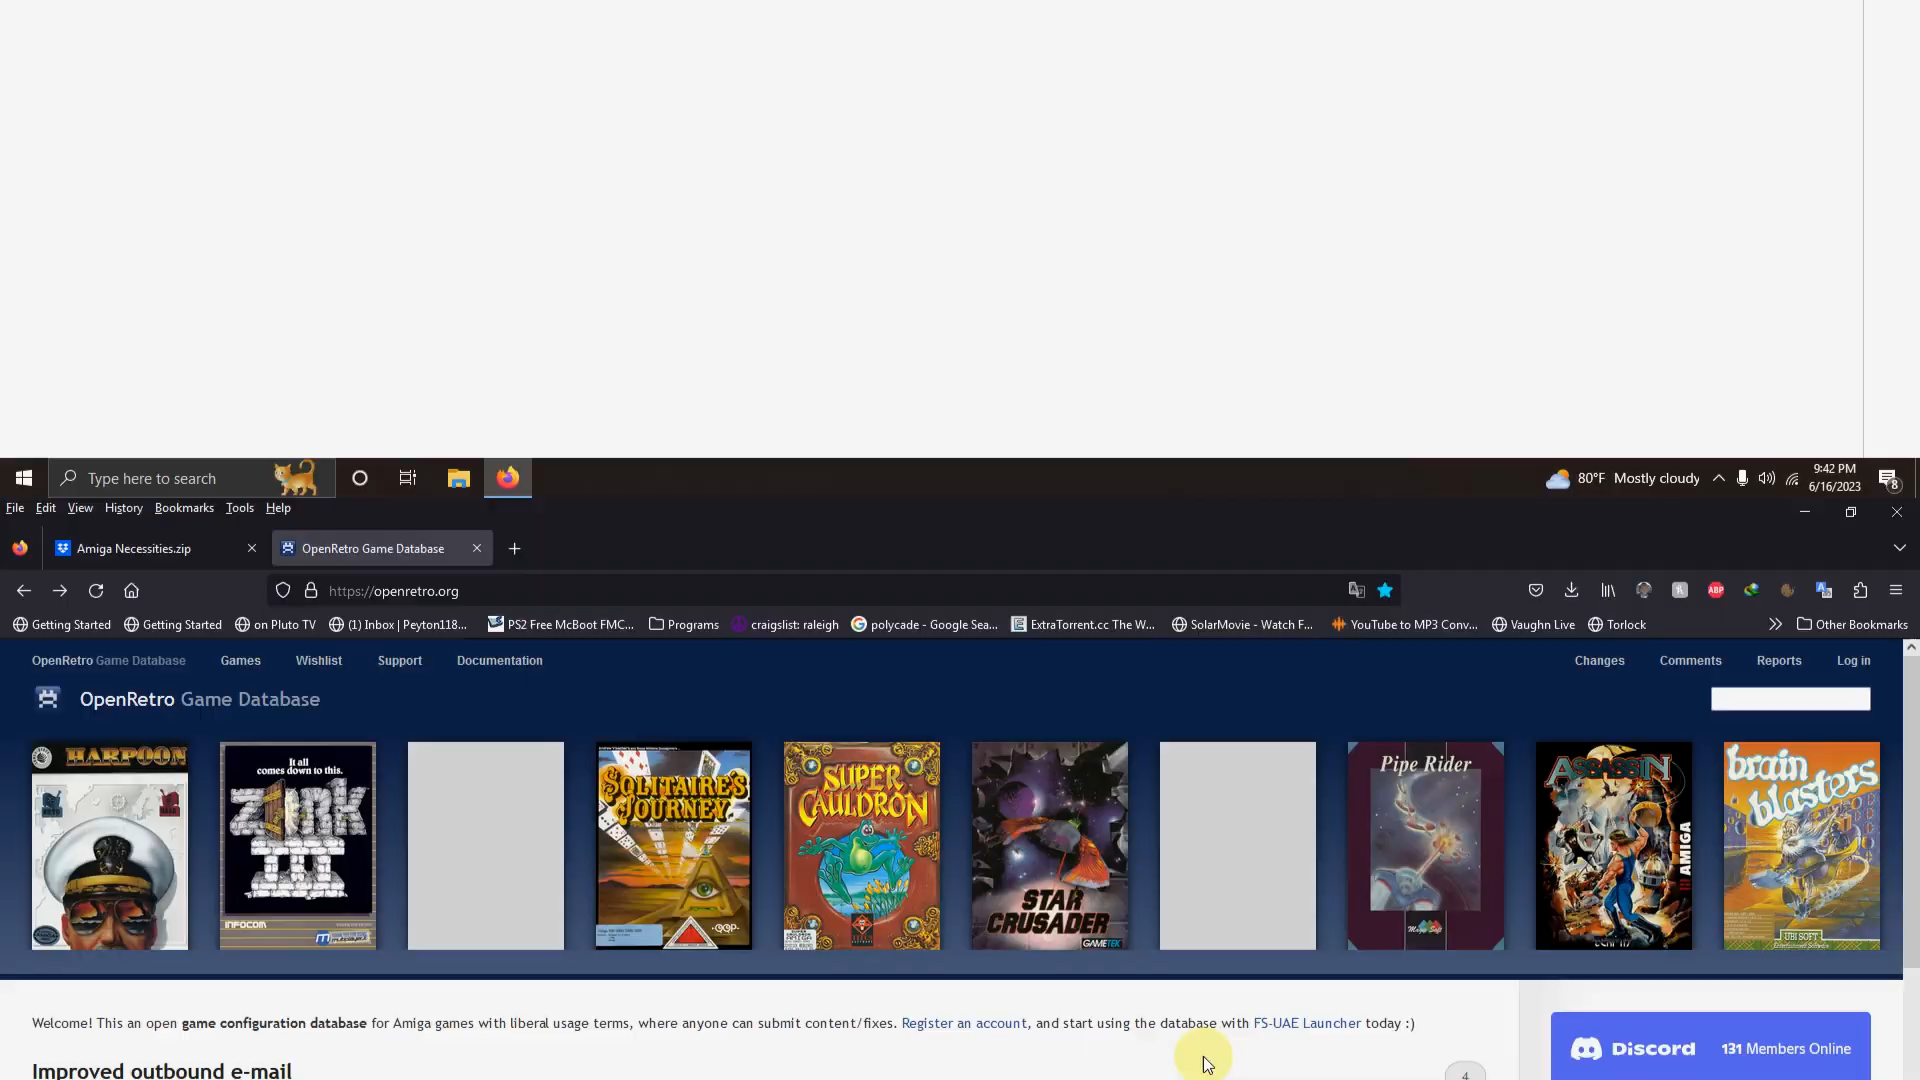 Type here to search
80°F Mostly cloudy
9:42 PM
6/16/2023
8
File Edit View History Bookmarks Tools Help
Amiga Necessities.zip
OpenRetro Game Database
https://openretro.org
ABP
Getting Started
Getting Started
on Pluto TV
(1) Inbox | Peyton118...
PS2 Free McBoot FMC...
Programs
craigslist: raleigh
polycade - Google Sea...
ExtraTorrent.cc The W...
SolarMovie - Watch F...
YouTube to MP3 Conv...
Vaughn Live
Torlock
Other Bookmarks
OpenRetro Game Database
Games
Wishlist
Support
Documentation
Changes
Comments
Reports
Log in
OpenRetro Game Database
HARPOON
It all
comes down to this.
ZORK
III
INFOCOM
SOLITAIRE'S
JOURNEY
QQP
SUPER
CAULDRON
STAR
CRUSADER
GAMETEK
Pipe Rider
ASSASSIN
AMIGA
brain
blasters
UBI SOFT
Welcome! This an open game configuration database for Amiga games with liberal usage terms, where anyone can submit content/fixes. Register an account, and start using the database with FS-UAE Launcher today :)
Discord
131 Members Online
Improved outbound e-mail
4